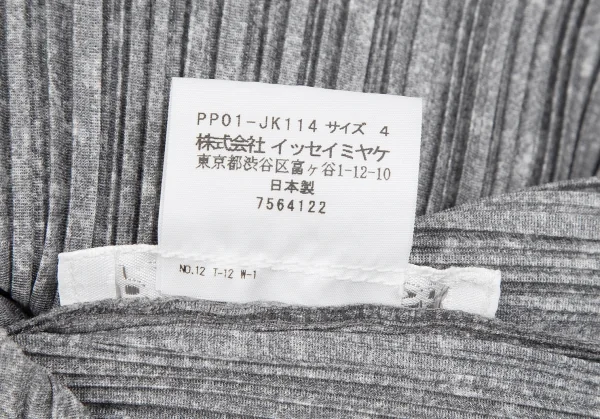 PP01-JK114 サイズ 4
株式会社 イッセイミヤケ
東京都渋谷区富ヶ谷1-12-10
日本製
7564122
NO.12 T-12 W-1